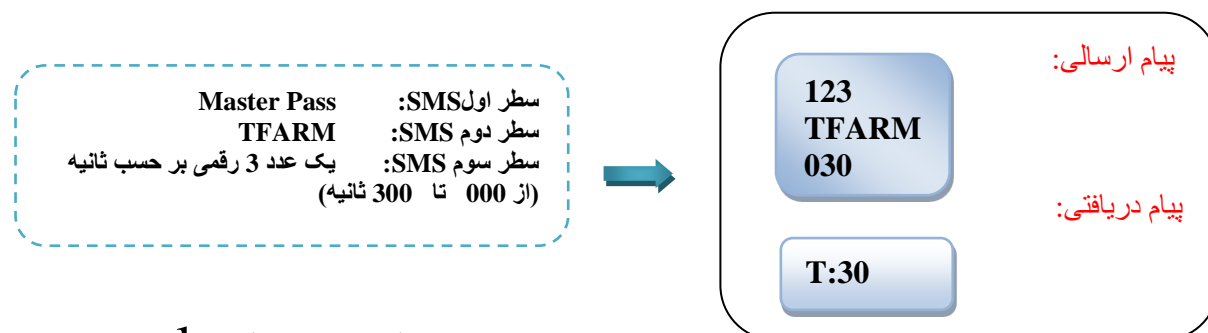 سطر اولSMS: Master Pass
سطر دوم SMS: TFARM
سطر سوم SMS: یک عدد 3 رقمی بر حسب ثانیه
(از 000 تا 300 ثانیه)
پیام ارسالی:
123
TFARM
030
پیام دریافتی:
T:30